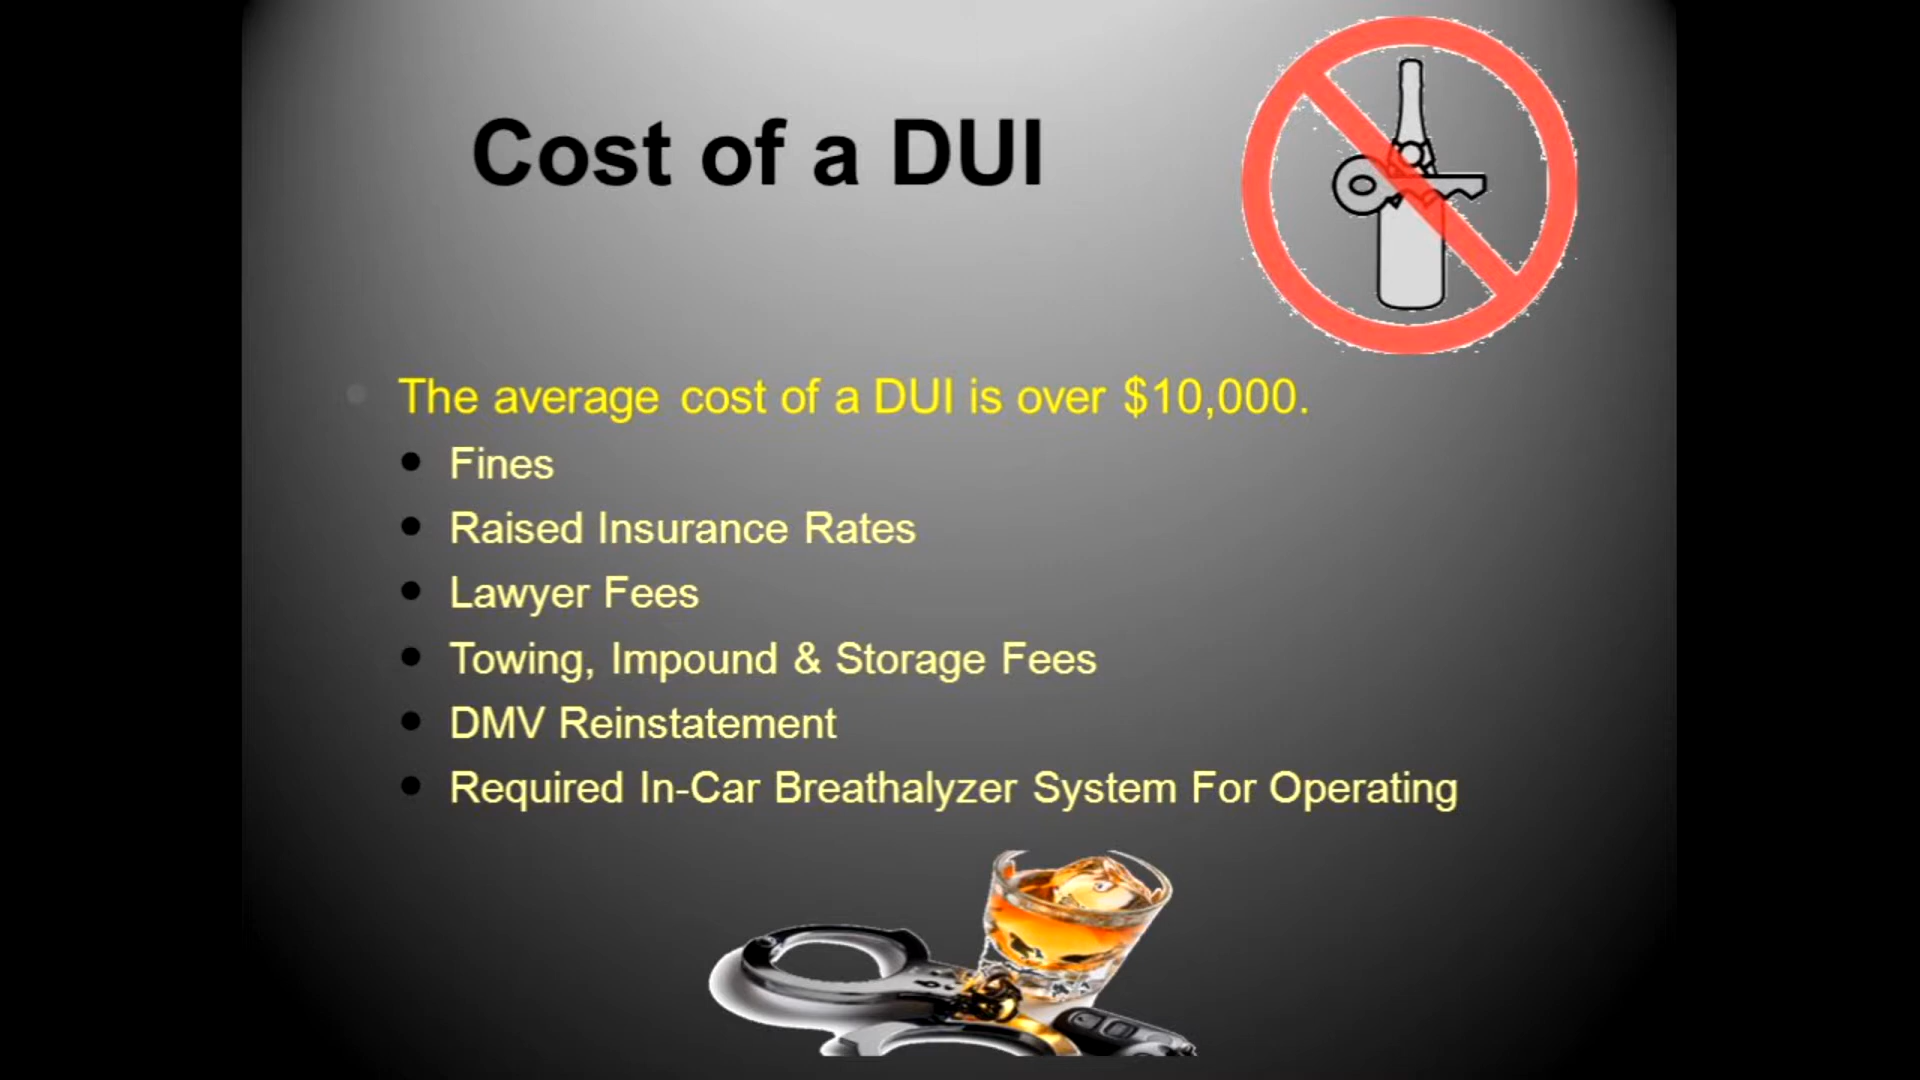 Cost of a DUI
The average cost of a DUI is over $10,000.
Fines
Raised Insurance Rates
Lawyer Fees
Towing, Impound & Storage Fees
DMV Reinstatement
Required In-Car Breathalyzer System For Operating